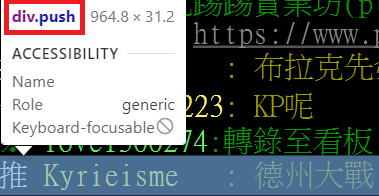 div.push 964.8 × 31.2
ACCESSIBILITY
Name
Role generic
Keyboard-focusable
https://www.p
: 布拉克先
223: KP呢
:轉錄至看板
推 Kyrieisme : 德州大戰